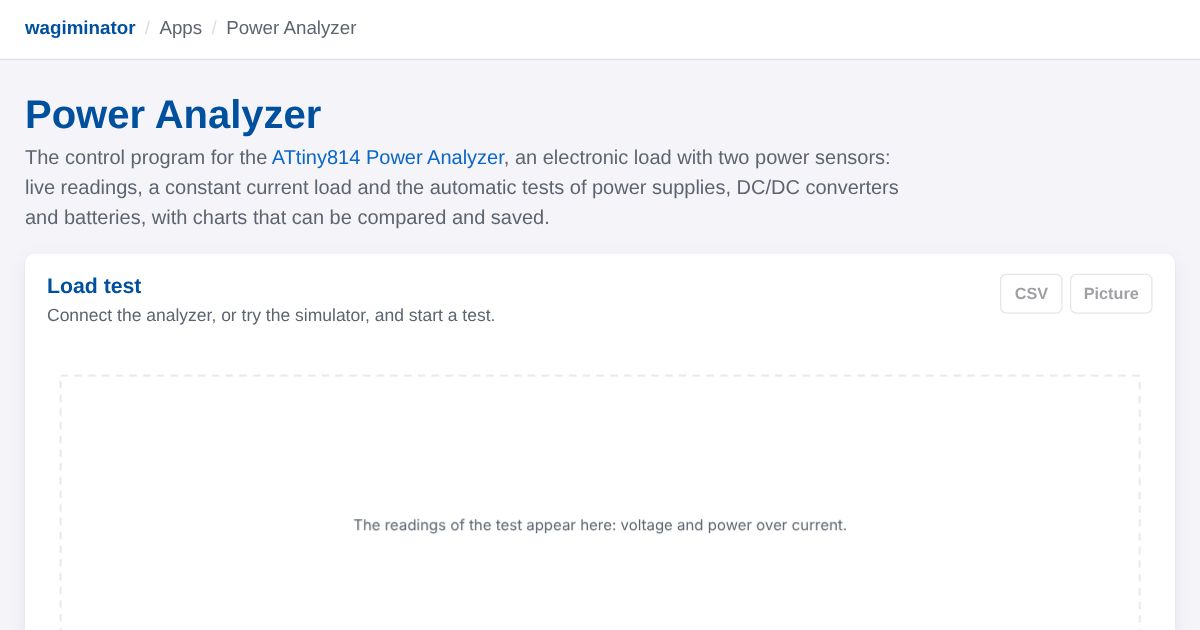 wagiminator / Apps / Power Analyzer
Power Analyzer
The control program for the ATtiny814 Power Analyzer, an electronic load with two power sensors:
live readings, a constant current load and the automatic tests of power supplies, DC/DC converters
and batteries, with charts that can be compared and saved.
Load test
CSV
Picture
Connect the analyzer, or try the simulator, and start a test.
The readings of the test appear here: voltage and power over current.